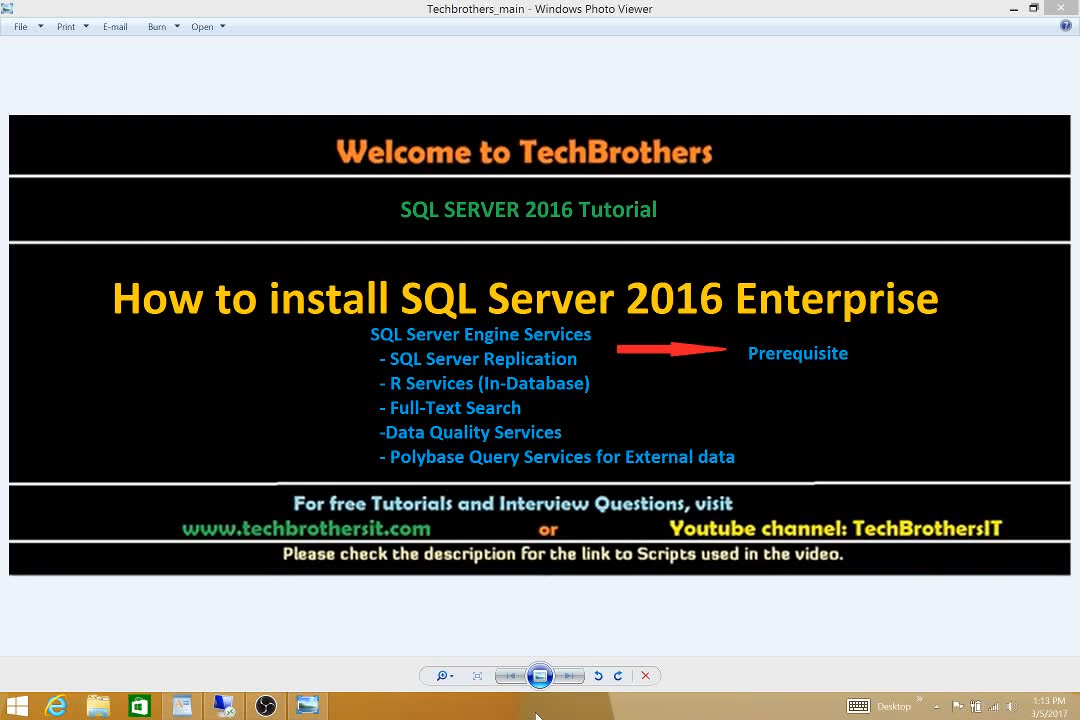 Techbrothers_main - Windows Photo Viewer
File Print E-mail Burn Open
Welcome to TechBrothers
SQL SERVER 2016 Tutorial
How to install SQL Server 2016 Enterprise
SQL Server Engine Services
- SQL Server Replication
Prerequisite
- R Services (In-Database)
- Full-Text Search
-Data Quality Services
- Polybase Query Services for External data
For free Tutorials and Interview Questions, visit
www.techbrothersit.com or Youtube channel: TechBrothersIT
Please check the description for the link to Scripts used in the video.
Desktop
1:13 PM
3/5/2017